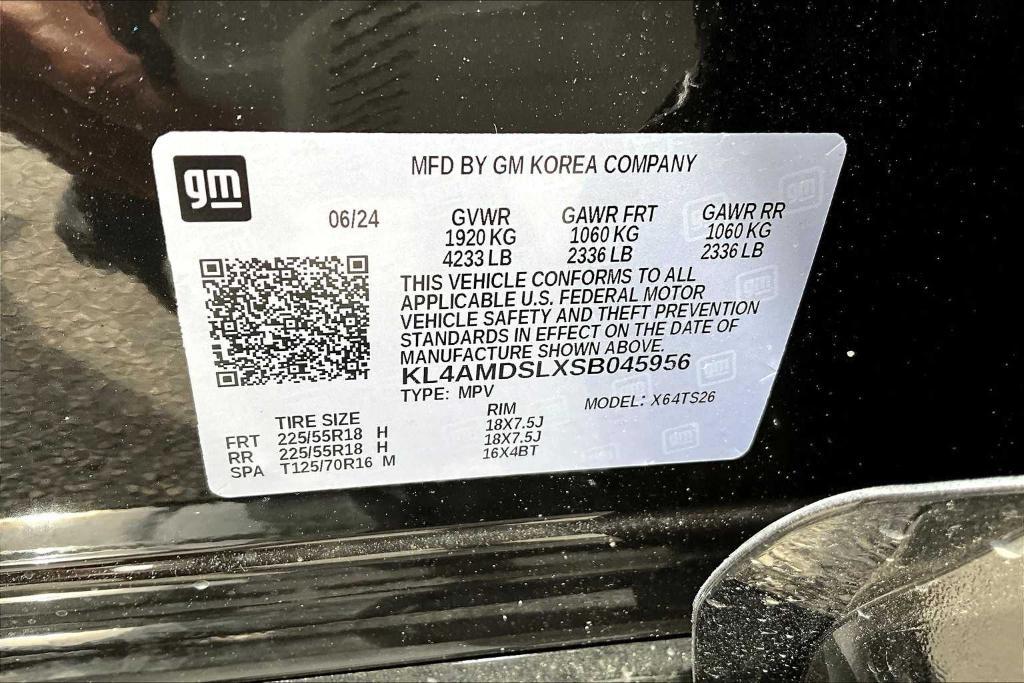 gm
MFD BY GM KOREA COMPANY
06/24
GVWR GAWR FRT GAWR RR
1920 KG 1060 KG 1060 KG
4233 LB 2336 LB 2336 LB
THIS VEHICLE CONFORMS TO ALL
APPLICABLE U.S. FEDERAL MOTOR
VEHICLE SAFETY AND THEFT PREVENTION
STANDARDS IN EFFECT ON THE DATE OF
MANUFACTURE SHOWN ABOVE.
KL4AMDSLXSB045956
TYPE: MPV MODEL: X64TS26
TIRE SIZE RIM
FRT 225/55R18 H 18X7.5J
RR 225/55R18 H 18X7.5J
SPA T125/70R16 M 16X4BT